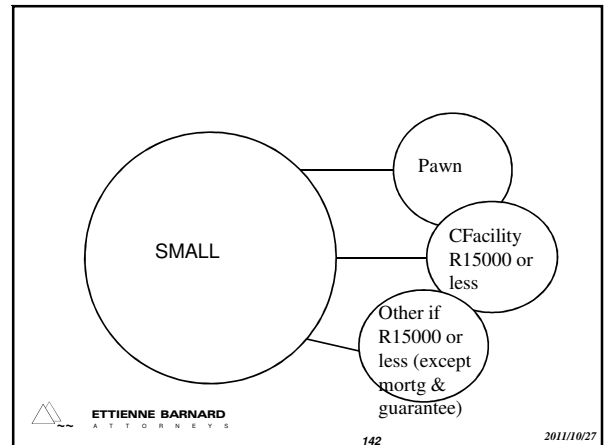 SMALL
Pawn
CFacility
R15000 or
less
Other if
R15000 or
less (except
mortg &
guarantee)
ETTIENNE BARNARD
ATTORNEYS
142
2011/10/27